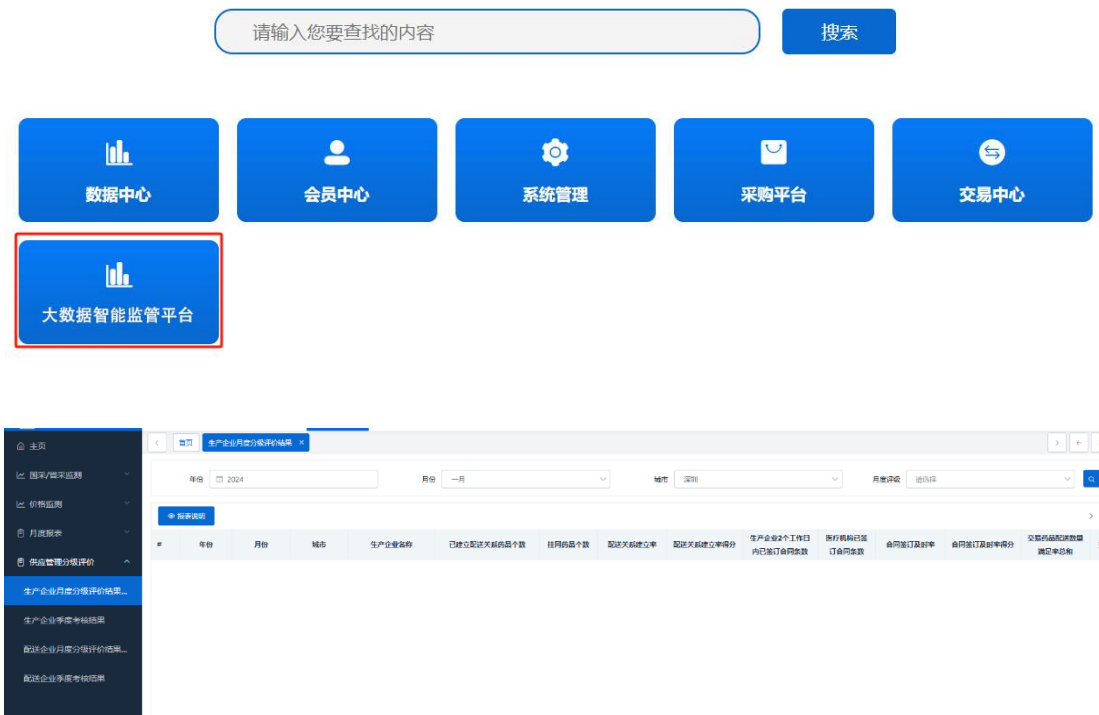 请输入您要查找的内容
搜索
数据中心
会员中心
系统管理
采购平台
交易中心
大数据智能监管平台
主页
首页
生产企业月度分级评价结果 ×
国采/省采监测
年份 2024
月份 一月
城市 深圳
月度评级 请选择
价格监测
报表说明
月度报表
# 年份 月份 城市 生产企业名称 已建立配送关系药品个数 挂网药品个数 配送关系建立率 配送关系建立率得分 生产企业2个工作日 医疗机构已签 合同签订及时率 合同签订及时率得分 交易药品配送数量
内已签订合同条数 订合同条数 满足率总和
供应管理分级评价
生产企业月度分级评价结果...
生产企业季度考核结果
配送企业月度分级评价结果...
配送企业季度考核结果